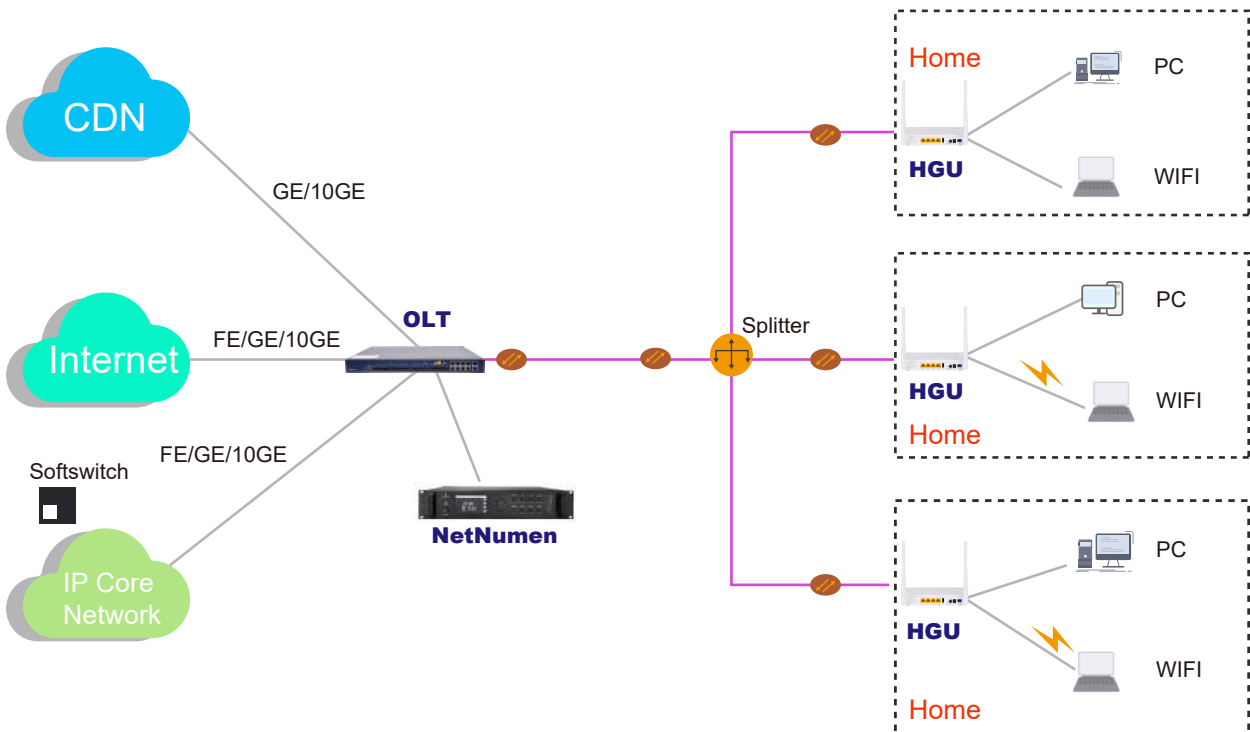 CDN
GE/10GE
Internet
FE/GE/10GE
OLT
FE/GE/10GE
Softswitch
IP Core
Network
NetNumen
Splitter
Home
HGU
PC
WIFI
PC
HGU
WIFI
Home
PC
HGU
WIFI
Home